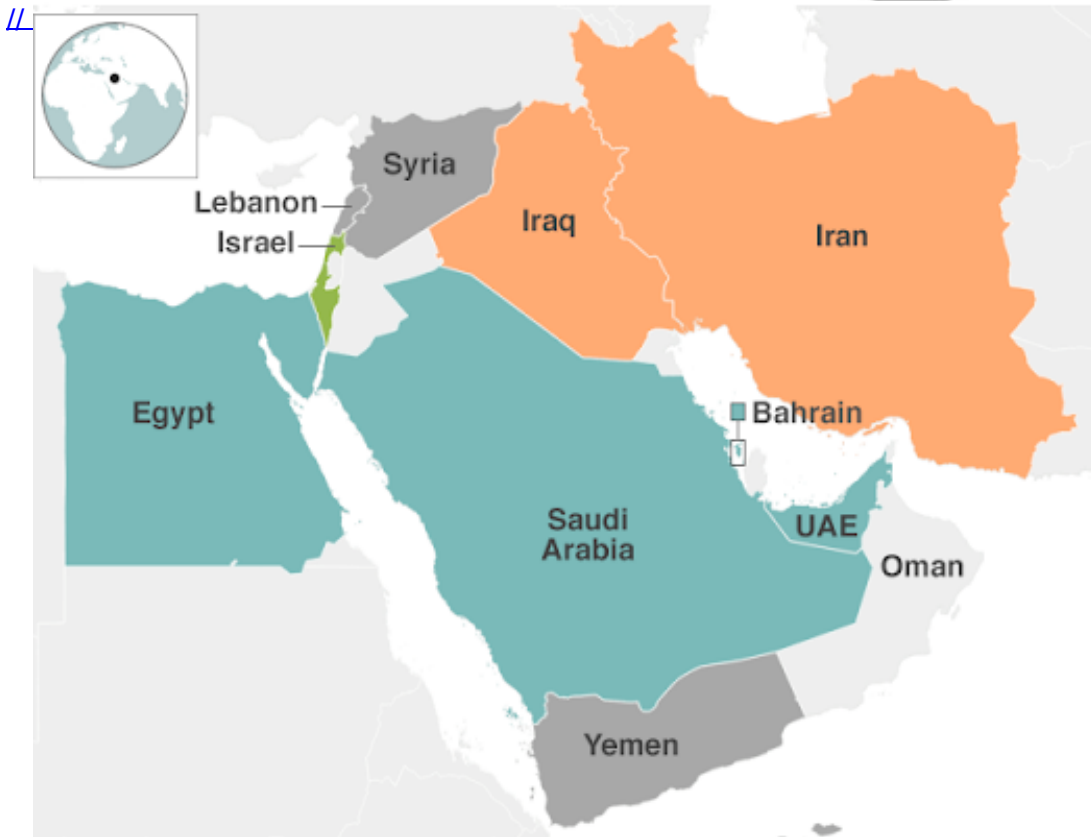 //
Syria
Lebanon
Israel
Iraq
Iran
Egypt
Bahrain
Saudi
Arabia
UAE
Oman
Yemen